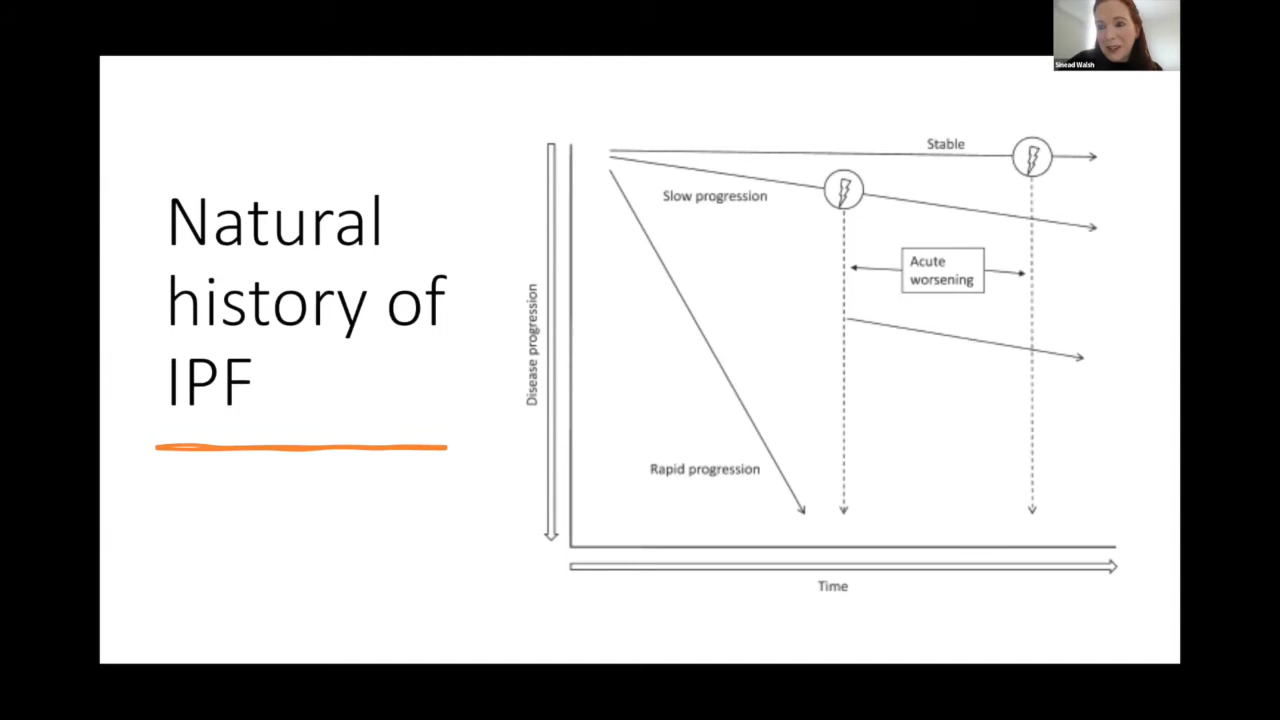 Sinead Walsh
Natural
history of
IPF
Stable
Slow progression
Acute
worsening
Disease progression
Rapid progression
Time